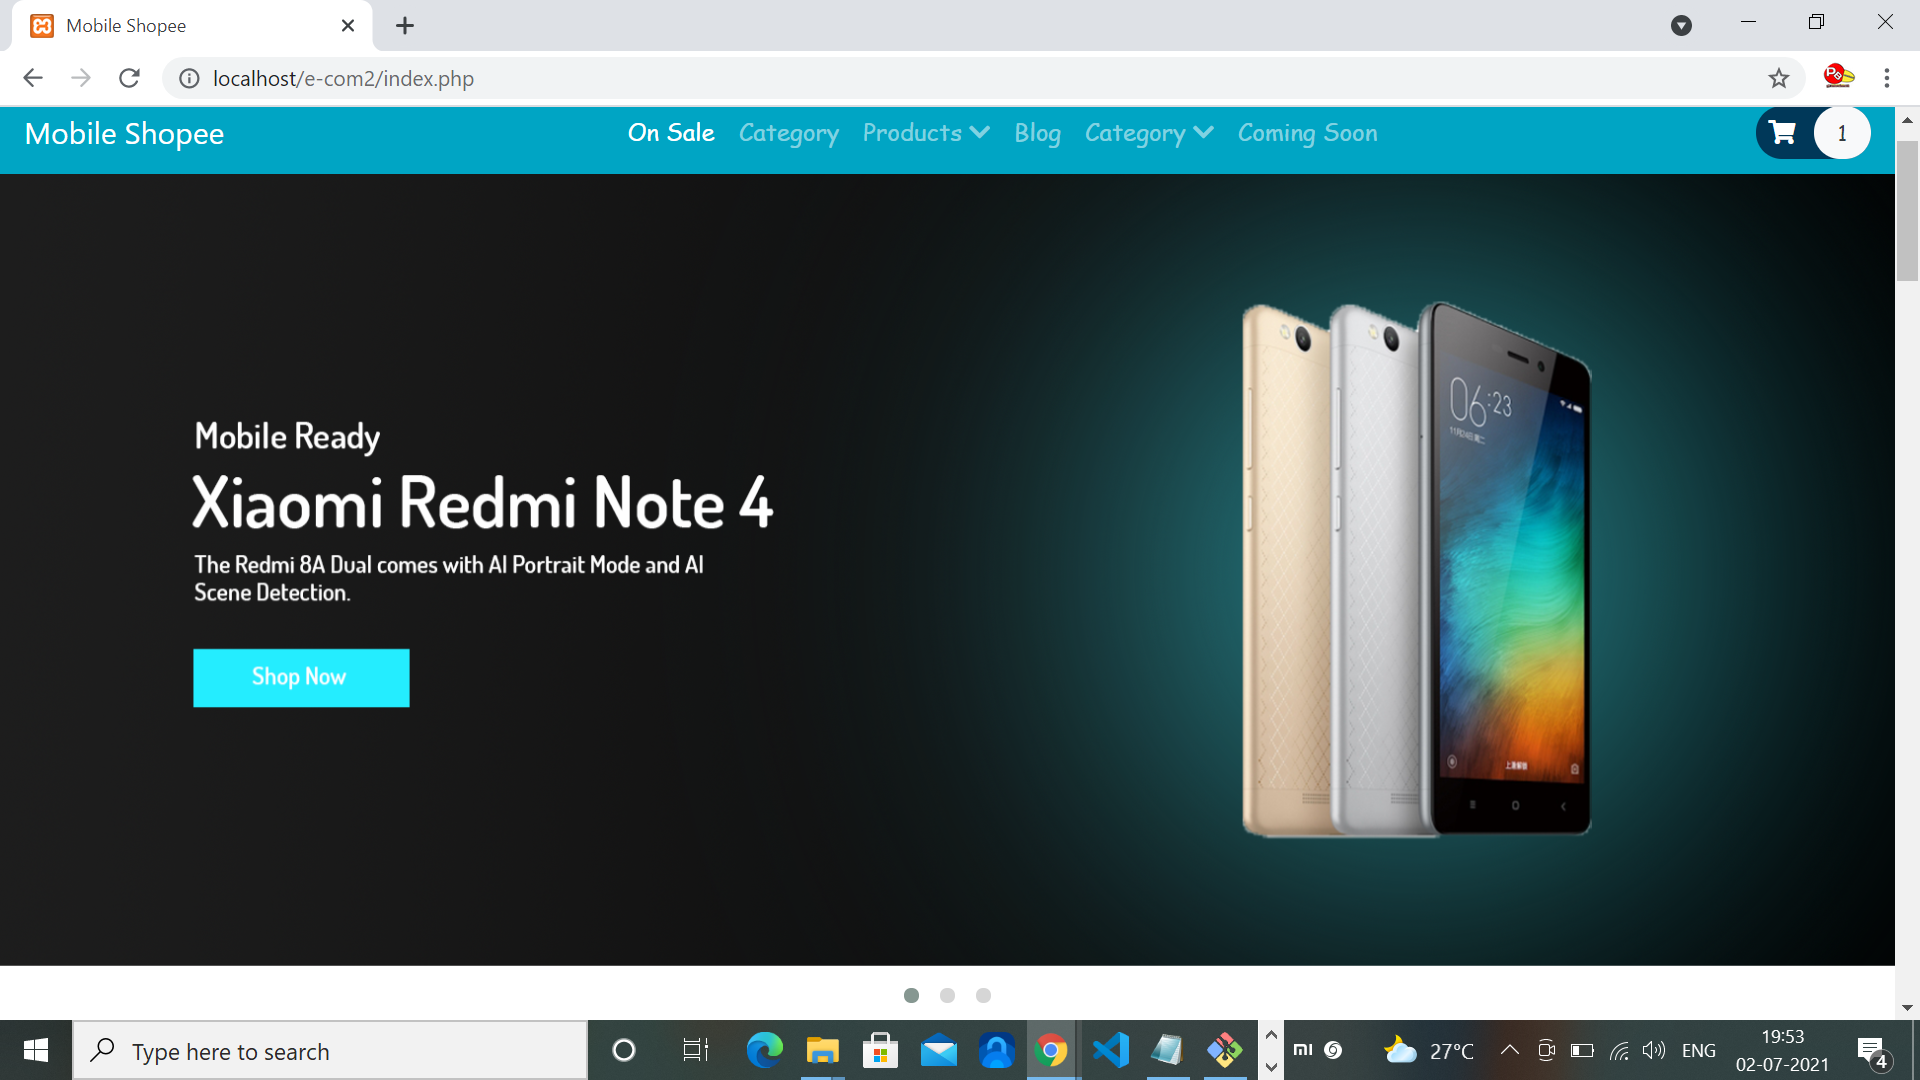 Mobile Shopee
localhost/e-com2/index.php
Mobile Shopee
On Sale Category Products Blog Category Coming Soon
1
Mobile Ready
Xiaomi Redmi Note 4
The Redmi 8A Dual comes with AI Portrait Mode and AI
Scene Detection.
Shop Now
06:23
Type here to search
mi
27°C
ENG
19:53
02-07-2021
4